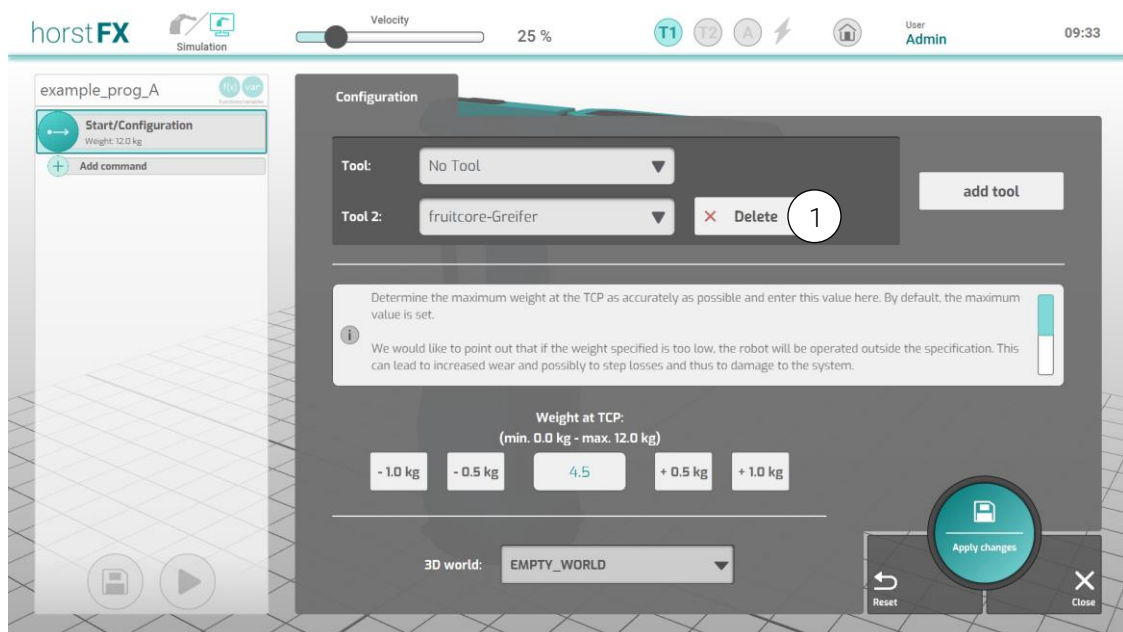 horstFX
Simulation
Velocity
25 %
T1
T2
A
User
Admin
09:33
example_prog_A
f(x)
var
Functions Variables
Start/Configuration
Weight: 12.0 kg
Add command
Configuration
Tool:
No Tool
Tool 2:
fruitcore-Greifer
Delete
1
add tool
Determine the maximum weight at the TCP as accurately as possible and enter this value here. By default, the maximum
value is set.
We would like to point out that if the weight specified is too low, the robot will be operated outside the specification. This
can lead to increased wear and possibly to step losses and thus to damage to the system.
Weight at TCP:
(min. 0.0 kg - max. 12.0 kg)
- 1.0 kg
- 0.5 kg
4.5
+ 0.5 kg
+ 1.0 kg
3D world:
EMPTY_WORLD
Apply changes
Reset
Close